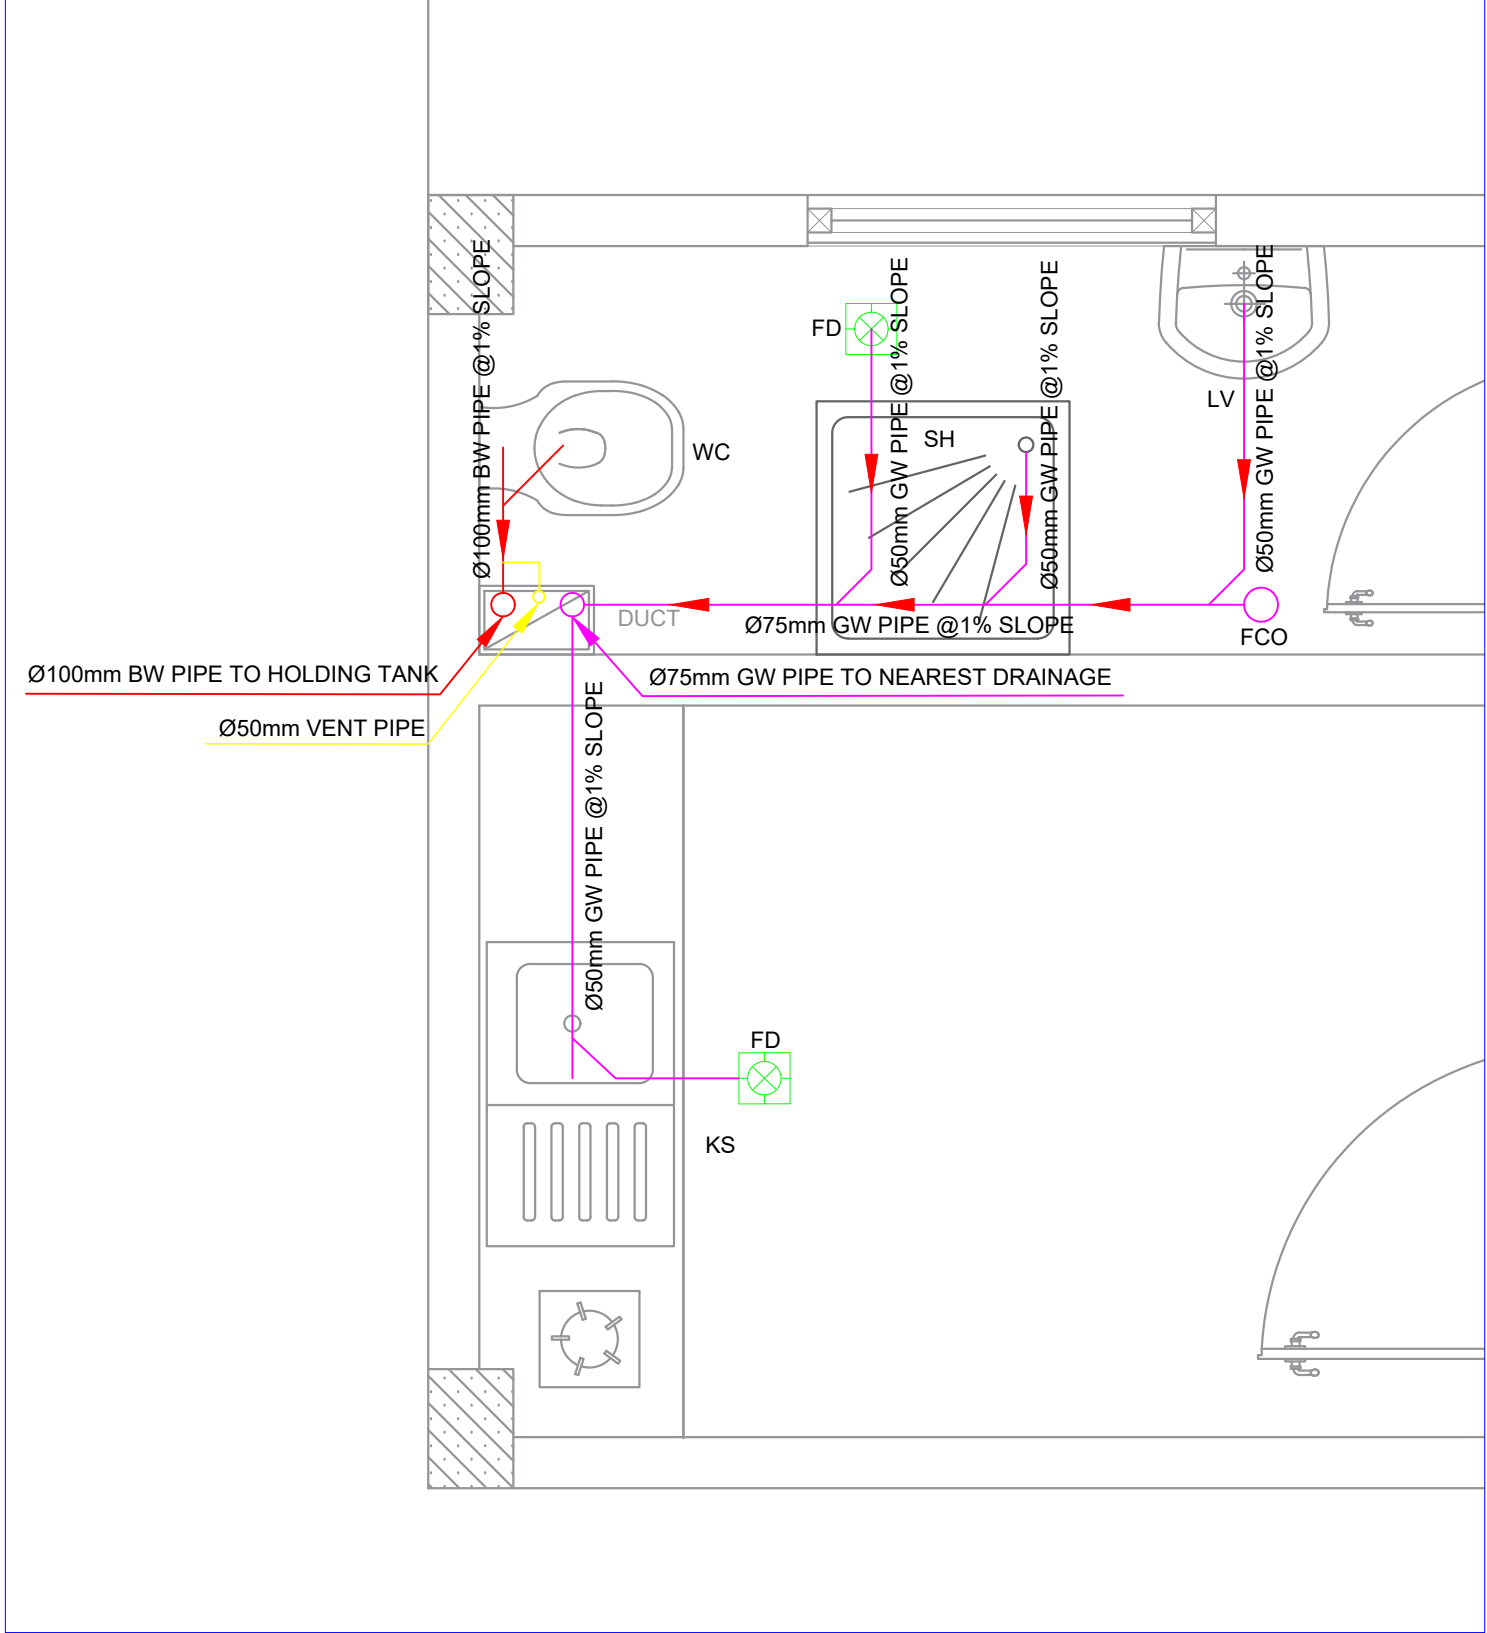 Ø100mm BW PIPE @1% SLOPE
FD
Ø50mm GW PIPE @1% SLOPE
Ø50mm GW PIPE @1% SLOPE
Ø50mm GW PIPE @1% SLOPE
LV
SH
WC
DUCT
Ø75mm GW PIPE @1% SLOPE
FCO
Ø100mm BW PIPE TO HOLDING TANK
Ø75mm GW PIPE TO NEAREST DRAINAGE
Ø50mm VENT PIPE
Ø50mm GW PIPE @1% SLOPE
FD
KS